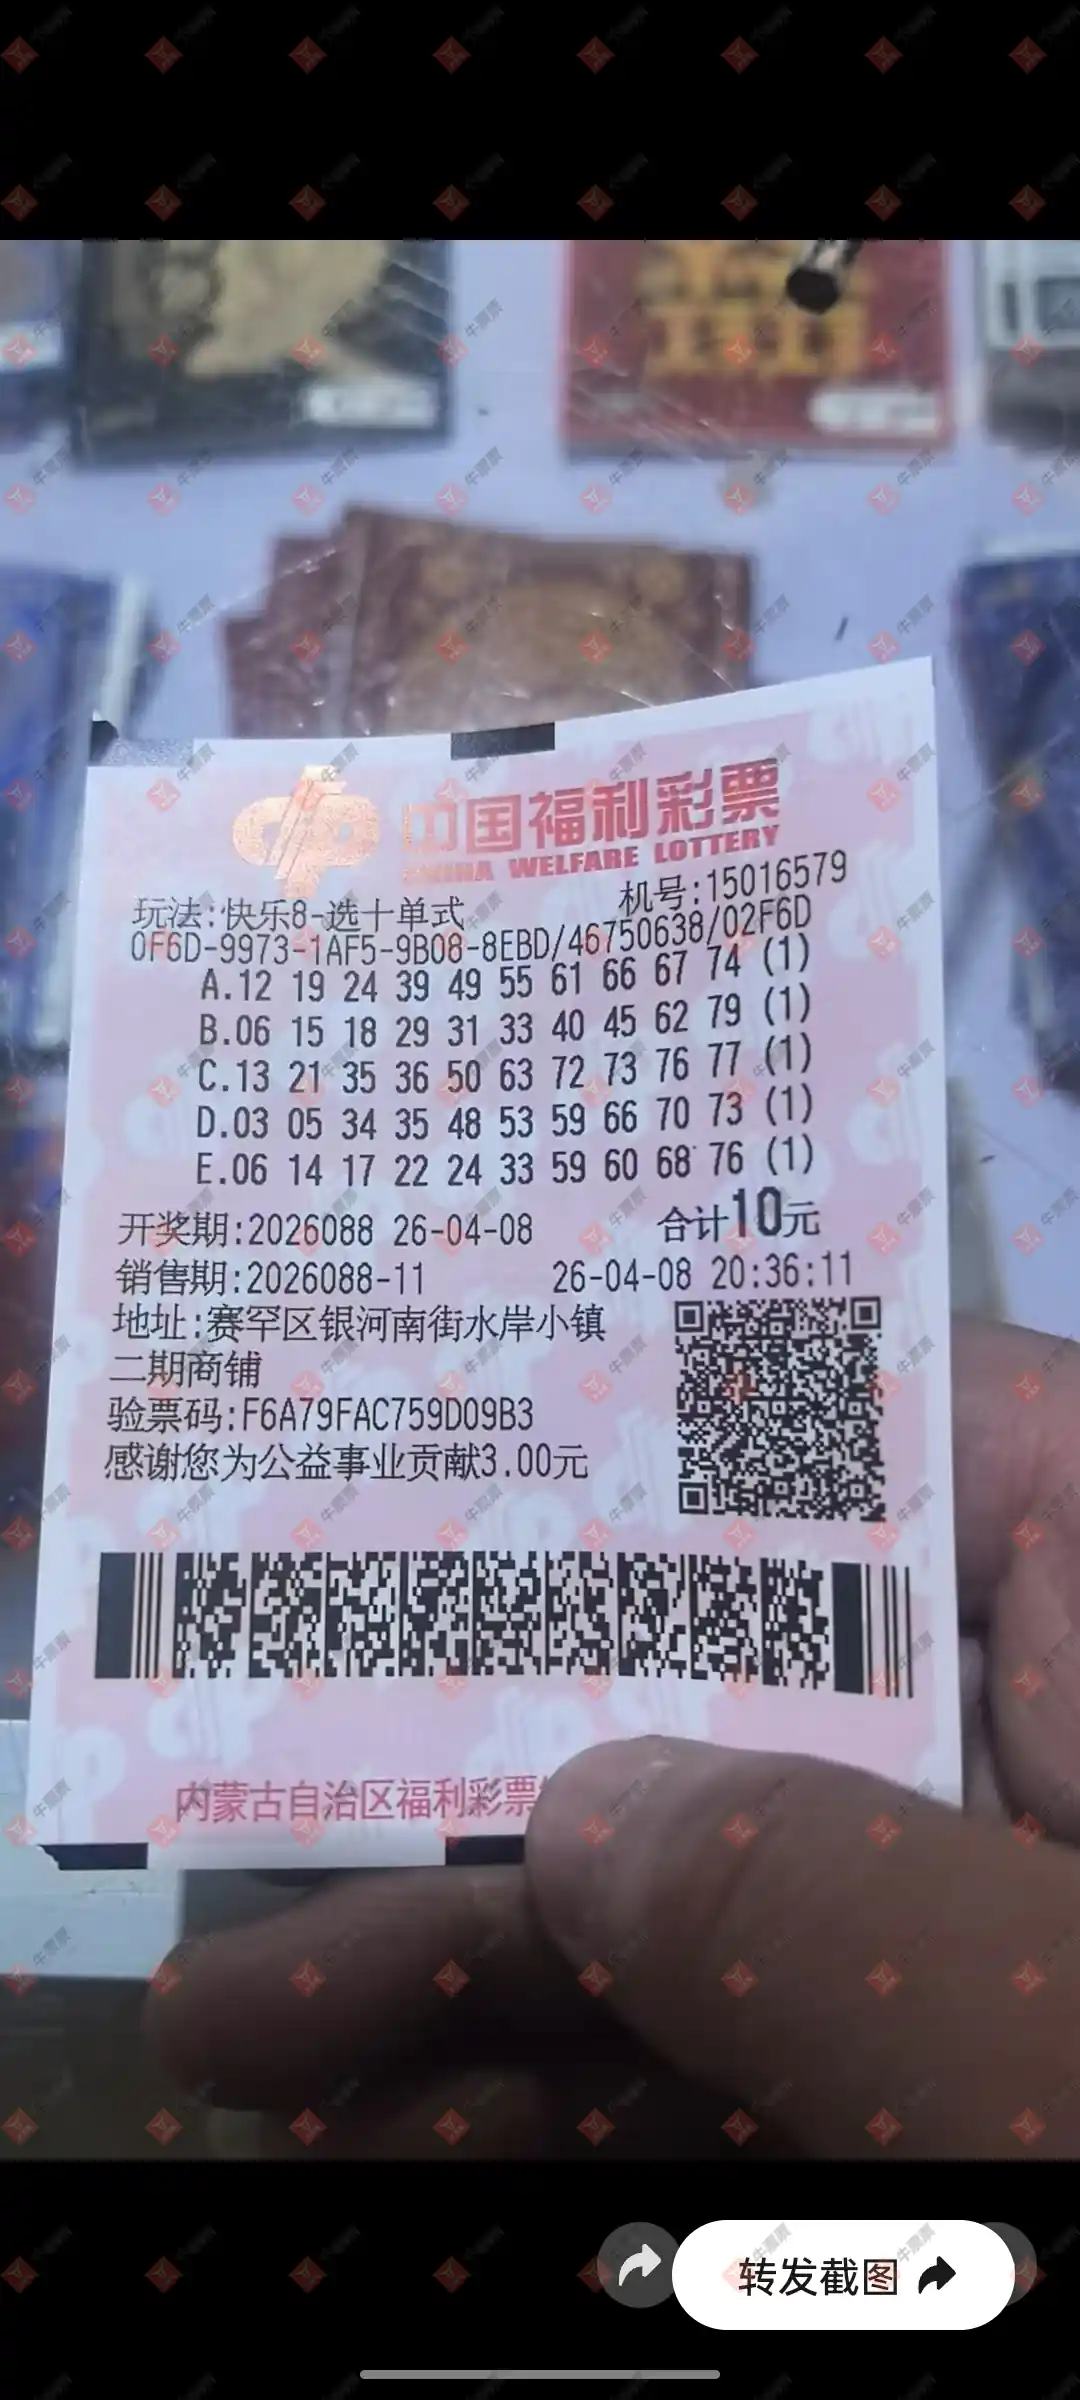 中国福利彩票
CHINA WELFARE LOTTERY
玩法:快乐8-选十单式 机号:15016579
0F6D-9973-1AF5-9B08-8EBD/46750638/02F6D
A.12 19 24 39 49 55 61 66 67 74 (1)
B.06 15 18 29 31 33 40 45 62 79 (1)
C.13 21 35 36 50 63 72 73 76 77 (1)
D.03 05 34 35 48 53 59 66 70 73 (1)
E.06 14 17 22 24 33 59 60 68 76 (1)
开奖期:2026088 26-04-08 合计10元
销售期:2026088-11 26-04-08 20:36:11
地址:赛罕区银河南街水岸小镇
二期商铺
验票码:F6A79FAC759D09B3
感谢您为公益事业贡献3.00元
内蒙古自治区福利彩票
转发截图